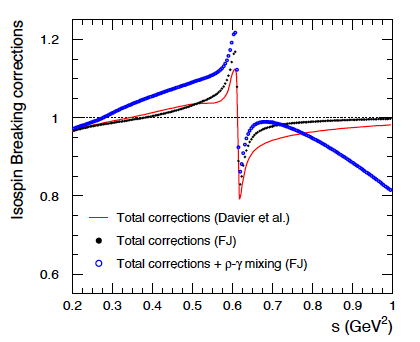 Isospin Breaking corrections
1.2
1
0.8
0.6
Total corrections (Davier et al.)
Total corrections (FJ)
Total corrections + ρ-γ mixing (FJ)
0.2 0.3 0.4 0.5 0.6 0.7 0.8 0.9 1
s (GeV²)